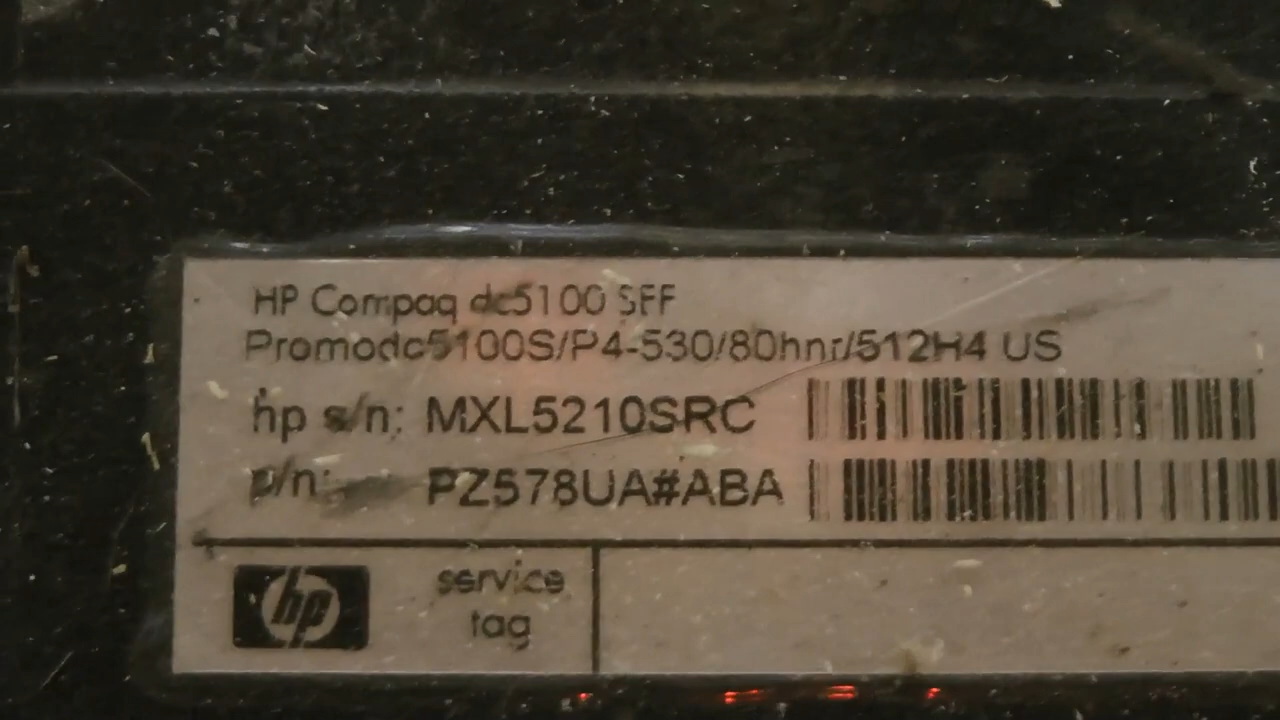 HP Compaq dc5100 SFF
Promodc5100S/P4-530/80hnr/512H4 US
hp s/n: MXL5210SRC
p/n: PZ578UA#ABA
hp
service
tag